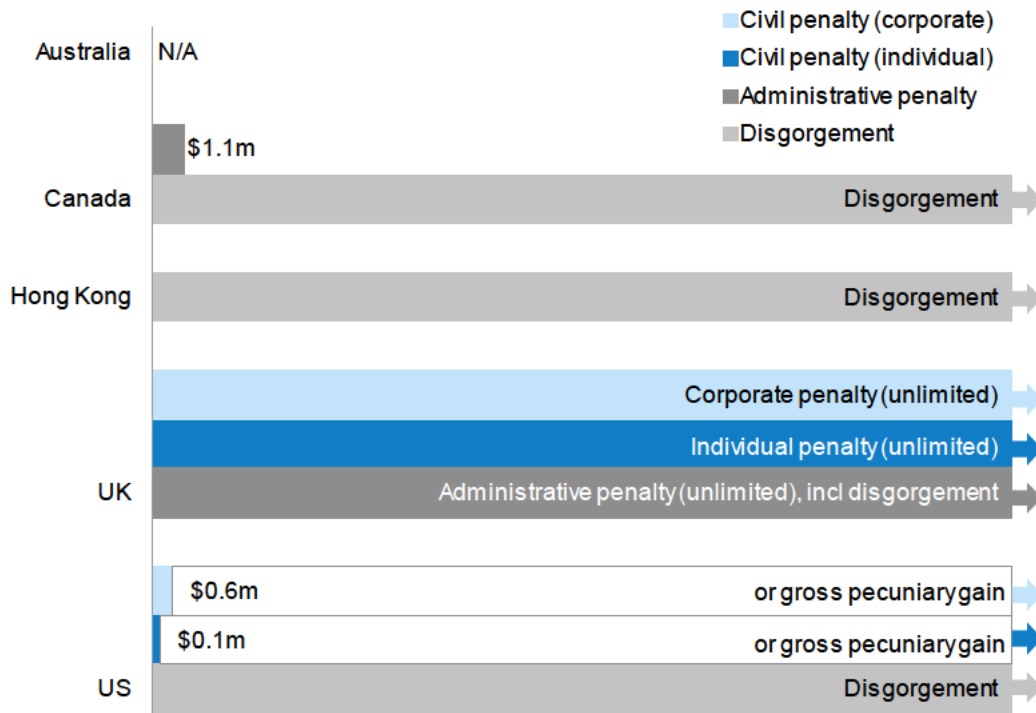 Civil penalty (corporate)
Civil penalty (individual)
Administrative penalty
Disgorgement
Australia N/A
$1.1m
Canada Disgorgement
Hong Kong Disgorgement
Corporate penalty (unlimited)
Individual penalty (unlimited)
UK Administrative penalty (unlimited), incl disgorgement
$0.6m or gross pecuniary gain
$0.1m or gross pecuniary gain
US Disgorgement